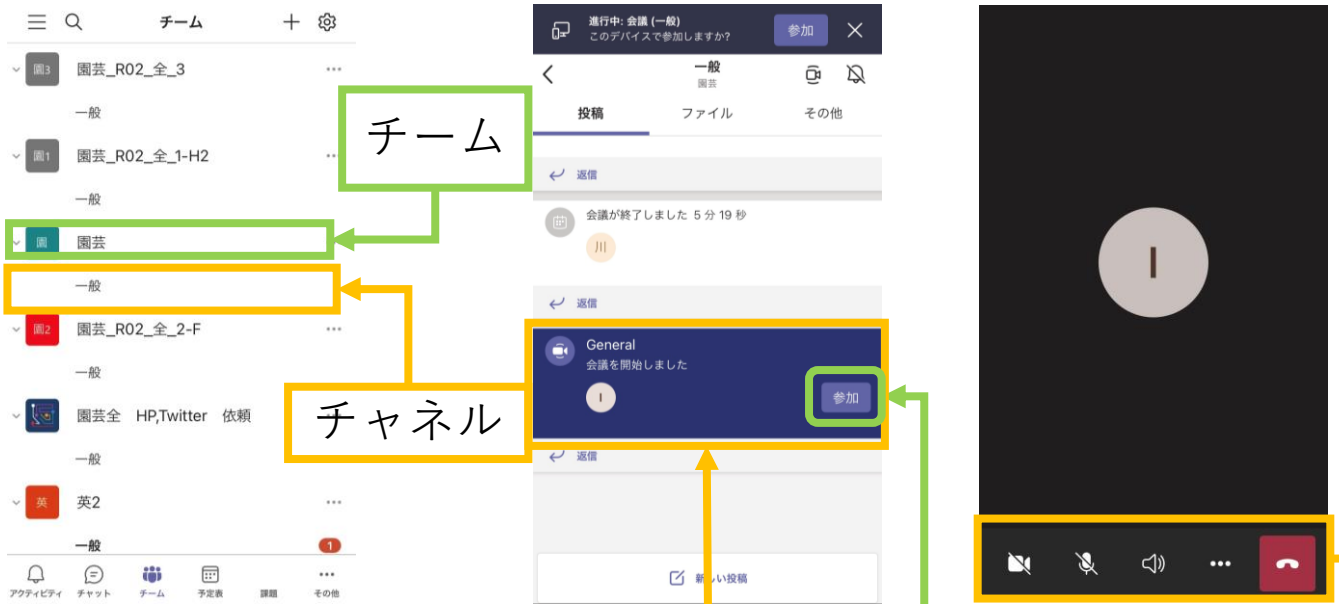 チーム
園3 園芸_R02_全_3
一般
園1 園芸_R02_全_1-H2
一般
園 園芸
一般
園2 園芸_R02_全_2-F
一般
園芸全 HP,Twitter 依頼
一般
英 英2
一般 1
アクティビティ チャット チーム 予定表 課題 その他
チーム
チャネル
進行中: 会議 (一般)
このデバイスで参加しますか?
参加
一般
園芸
投稿 ファイル その他
返信
会議が終了しました 5 分 19 秒
川
返信
General
会議を開始しました
I
参加
返信
新しい投稿
I